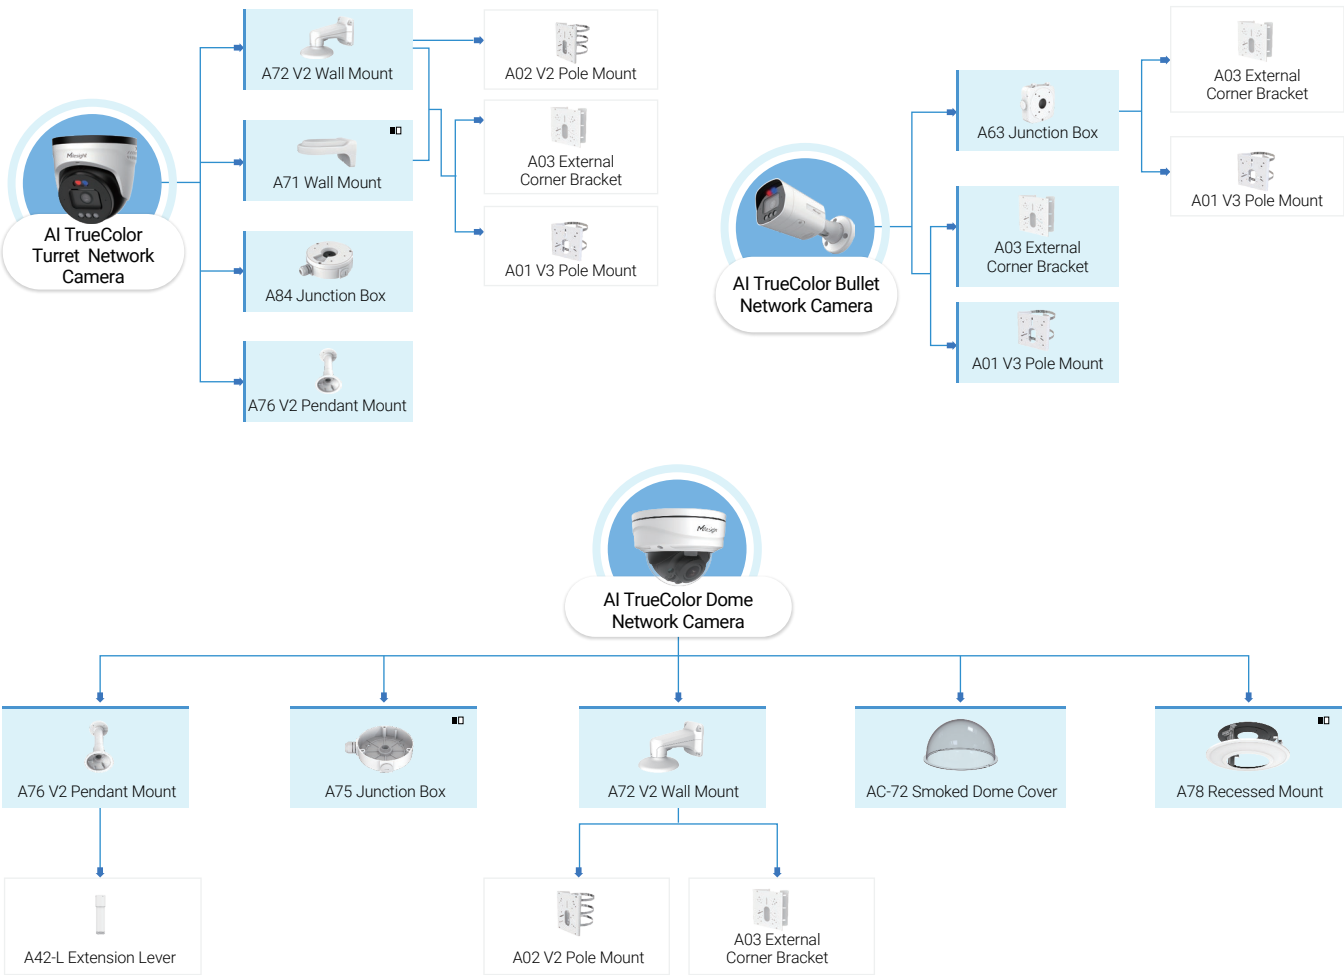 A72 V2 Wall Mount
A02 V2 Pole Mount
Milesight
AI TrueColor
Turret Network
Camera
A71 Wall Mount
A03 External
Corner Bracket
A84 Junction Box
A01 V3 Pole Mount
A76 V2 Pendant Mount
AI TrueColor Bullet
Network Camera
A63 Junction Box
A03 External
Corner Bracket
A01 V3 Pole Mount
A03 External
Corner Bracket
A01 V3 Pole Mount
Milesight
AI TrueColor Dome
Network Camera
A76 V2 Pendant Mount
A75 Junction Box
A72 V2 Wall Mount
AC-72 Smoked Dome Cover
A78 Recessed Mount
A42-L Extension Lever
A02 V2 Pole Mount
A03 External
Corner Bracket